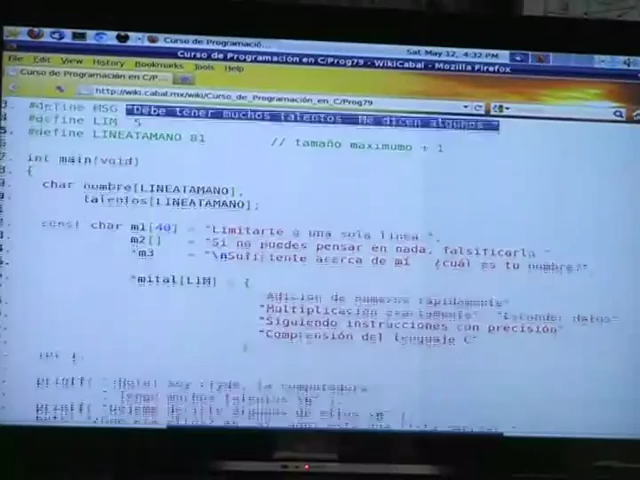 Curso de Programació...
Sat May 12, 4:32 PM
Curso de Programación en C/Prog79 - WikiCabal - Mozilla Firefox
File Edit View History Bookmarks Tools Help
Curso de Programación en C/P...
http://wiki.cabal.mx/wiki/Curso_de_Programación_en_C/Prog79
#define MSG "Debe tener muchos talentos Me dicen algunos "
#define LIM 5
#define LINEATAMANO 81 // tamaño maximumo + 1
int main(void)
{
char nombre[LINEATAMANO],
talentos[LINEATAMANO];
const char m1[40] = "Limitarte a una sola linea ",
m2[] = "Si no puedes pensar en nada, falsificarla "
*m3 = "\nSuficiente acerca de mí ¿cuál es tu nombre?"
*mital[LIM] = {
"Adición de números rápidamente"
"Multiplicación exactamente"
"Siguiendo instrucciones con precisión"
"Comprensión del lenguaje C"